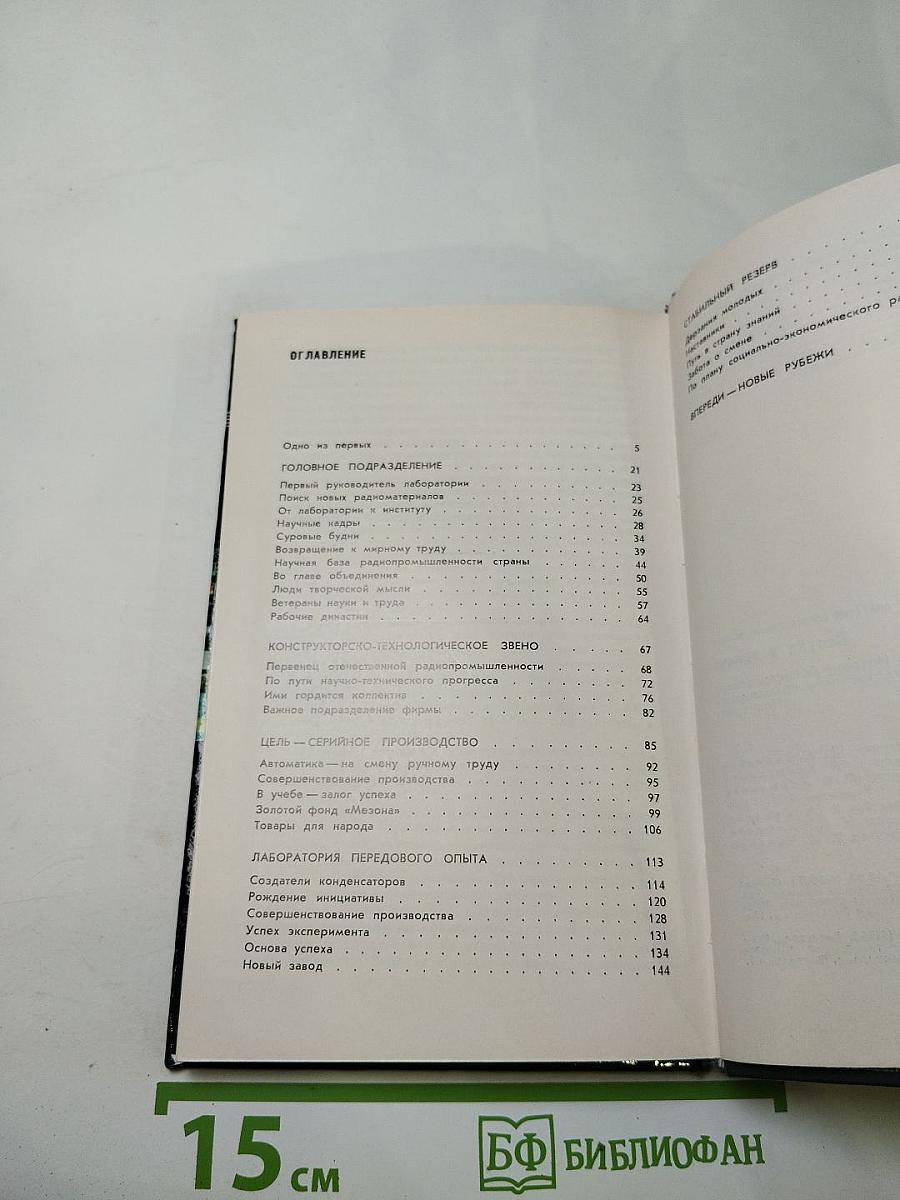 ОГЛАВЛЕНИЕ
Одно из первых . . . . . . . . . . . . . . . . 5
ГОЛОВНОЕ ПОДРАЗДЕЛЕНИЕ . . . . . . . . . . . 21
Первый руководитель лаборатории . . . . . . . . . . 23
Поиск новых радиоматериалов . . . . . . . . . . . 25
От лаборатории к институту . . . . . . . . . . . . 26
Научные кадры . . . . . . . . . . . . . . . . 28
Суровые будни . . . . . . . . . . . . . . . . 34
Возвращение к мирному труду . . . . . . . . . . . 39
Научная база радиопромышленности страны . . . . . . 44
Во главе объединения . . . . . . . . . . . . . . 50
Люди творческой мысли . . . . . . . . . . . . . 55
Ветераны науки и труда . . . . . . . . . . . . . 57
Рабочие династии . . . . . . . . . . . . . . . 64
КОНСТРУКТОРСКО-ТЕХНОЛОГИЧЕСКОЕ ЗВЕНО . . . . . 67
Первенец отечественной радиопромышленности . . . . . 68
По пути научно-технического прогресса . . . . . . . 72
Ими гордится коллектив . . . . . . . . . . . . . 76
Важное подразделение фирмы . . . . . . . . . . . 82
ЦЕЛЬ — СЕРИЙНОЕ ПРОИЗВОДСТВО . . . . . . . . . 85
Автоматика — на смену ручному труду . . . . . . . . 92
Совершенствование производства . . . . . . . . . . 95
В учебе — залог успеха . . . . . . . . . . . . . 97
Золотой фонд «Мезона» . . . . . . . . . . . . . 99
Товары для народа . . . . . . . . . . . . . . 106
ЛАБОРАТОРИЯ ПЕРЕДОВОГО ОПЫТА . . . . . . . . . 113
Создатели конденсаторов . . . . . . . . . . . . 114
Рождение инициативы . . . . . . . . . . . . . 120
Совершенствование производства . . . . . . . . . . 128
Успех эксперимента . . . . . . . . . . . . . . 131
Основа успеха . . . . . . . . . . . . . . . . 134
Новый завод . . . . . . . . . . . . . . . . . 144
СТАБИЛЬНЫЙ РЕЗЕРВ . . . . .
Дерзания молодых . . . . . .
Наставники . . . . . . . .
Путь в страну знаний . . . . .
Забота о смене . . . . . . .
По плану социально-экономического ра
ВПЕРЕДИ — НОВЫЕ РУБЕЖИ . . .
15 см
БФ БИБЛИОФАН